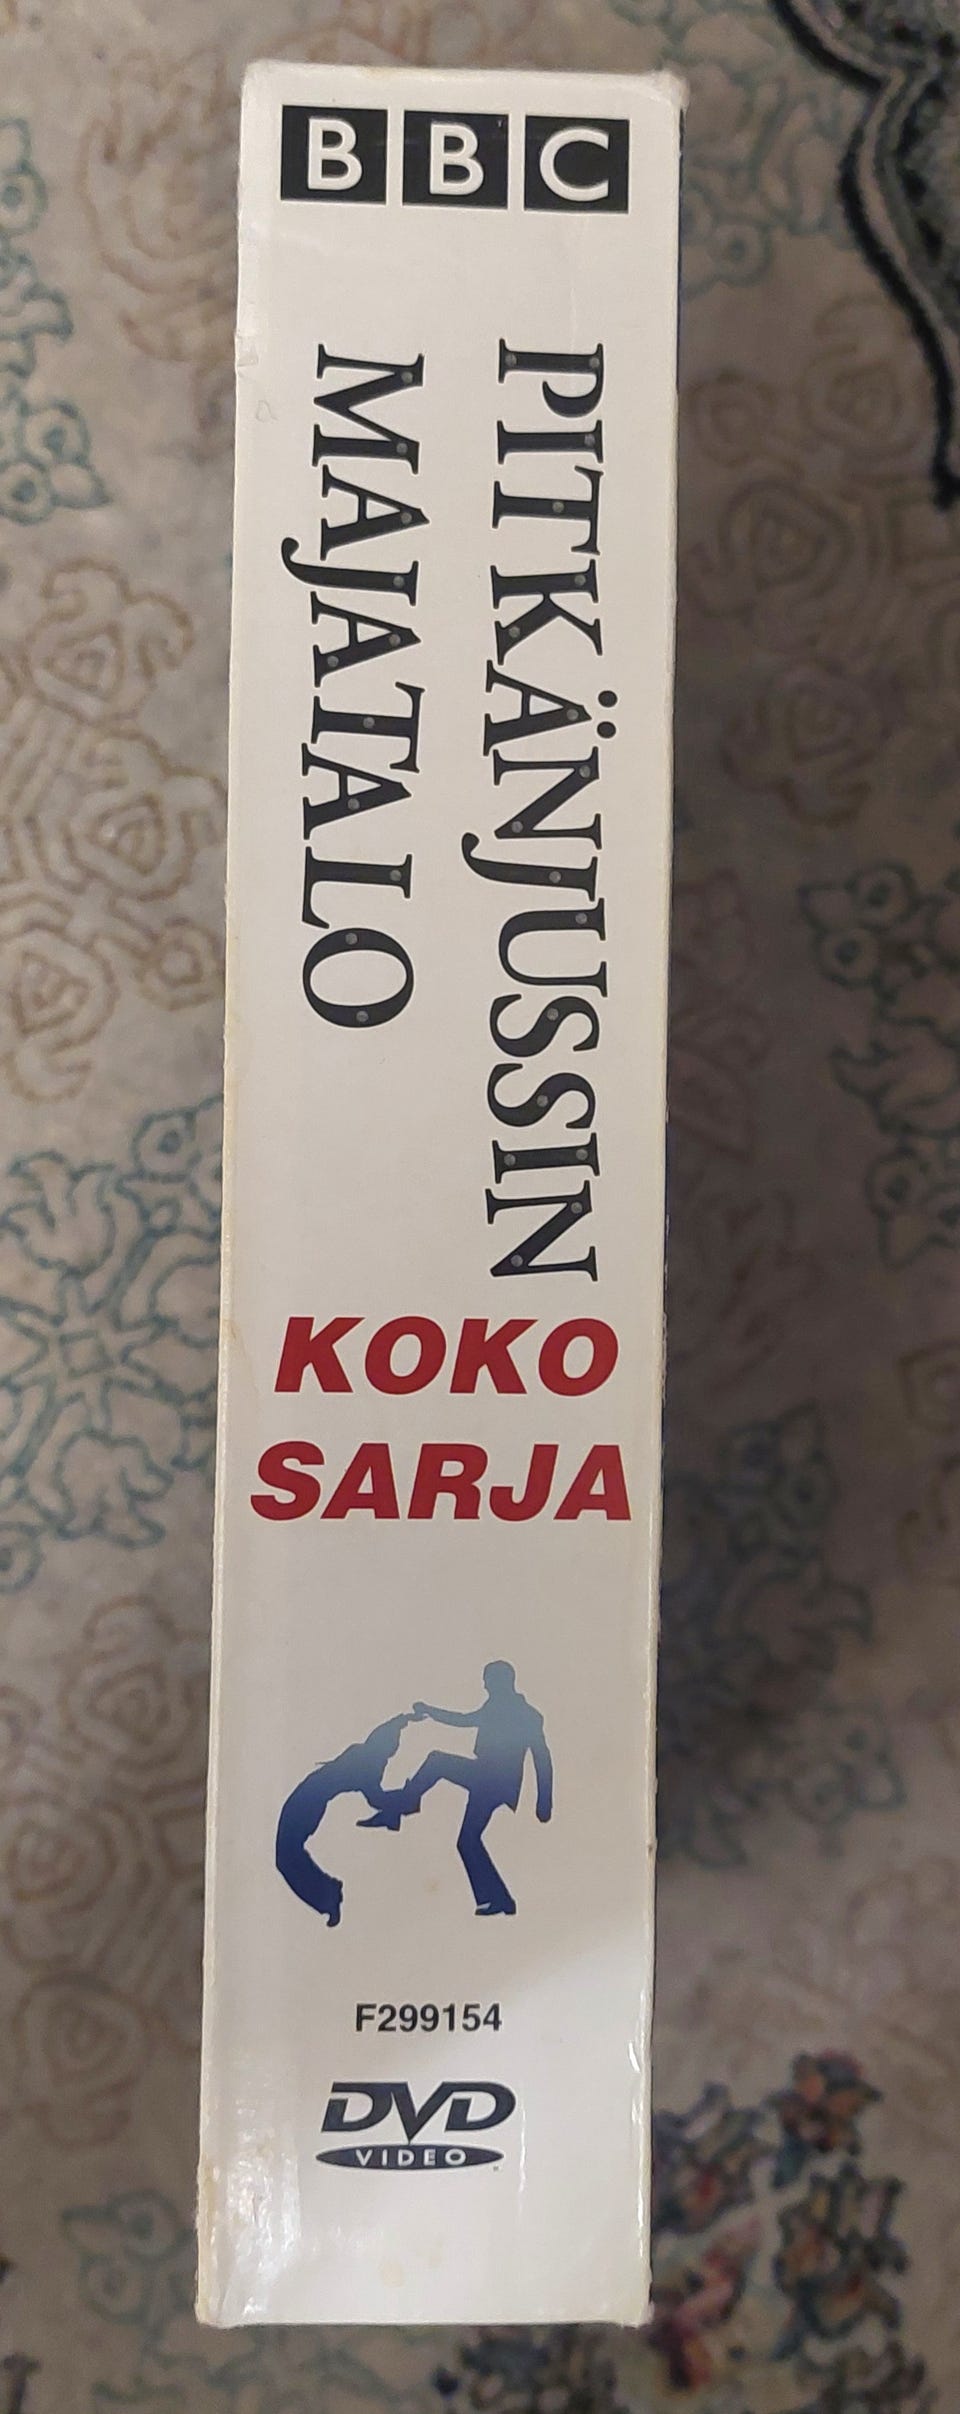 BBC
PITKÄNJUSSIN
MAJATALO
KOKO
SARJA
F299154
DVD
VIDEO